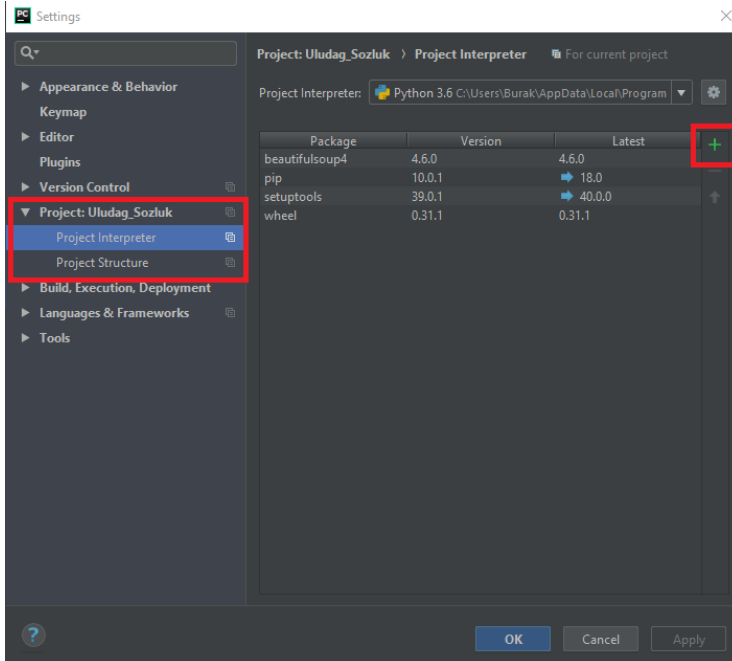 PC Settings
Project: Uludag_Sozluk › Project Interpreter For current project
Appearance & Behavior
Keymap
Editor
Plugins
Version Control
Project: Uludag_Sozluk
Project Interpreter
Project Structure
Build, Execution, Deployment
Languages & Frameworks
Tools
Project Interpreter: Python 3.6 C:\Users\Burak\AppData\Local\Program
Package Version Latest
beautifulsoup4 4.6.0 4.6.0
pip 10.0.1 18.0
setuptools 39.0.1 40.0.0
wheel 0.31.1 0.31.1
?
OK Cancel Apply